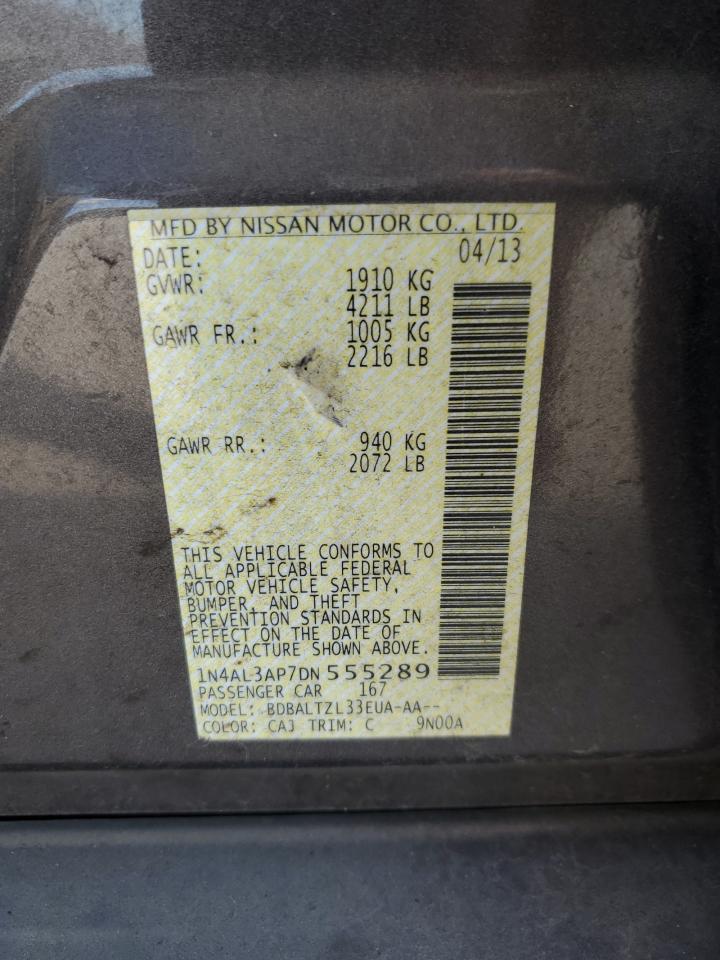 MFD BY NISSAN MOTOR CO., LTD.
DATE: 04/13
GVWR: 1910 KG
4211 LB
GAWR FR.: 1005 KG
2216 LB
GAWR RR.: 940 KG
2072 LB
THIS VEHICLE CONFORMS TO
ALL APPLICABLE FEDERAL
MOTOR VEHICLE SAFETY,
BUMPER, AND THEFT
PREVENTION STANDARDS IN
EFFECT ON THE DATE OF
MANUFACTURE SHOWN ABOVE.
1N4AL3AP7DN 555289
PASSENGER CAR 167
MODEL: BDBALTZL33EUA-AA--
COLOR: CAJ TRIM: C 9N00A